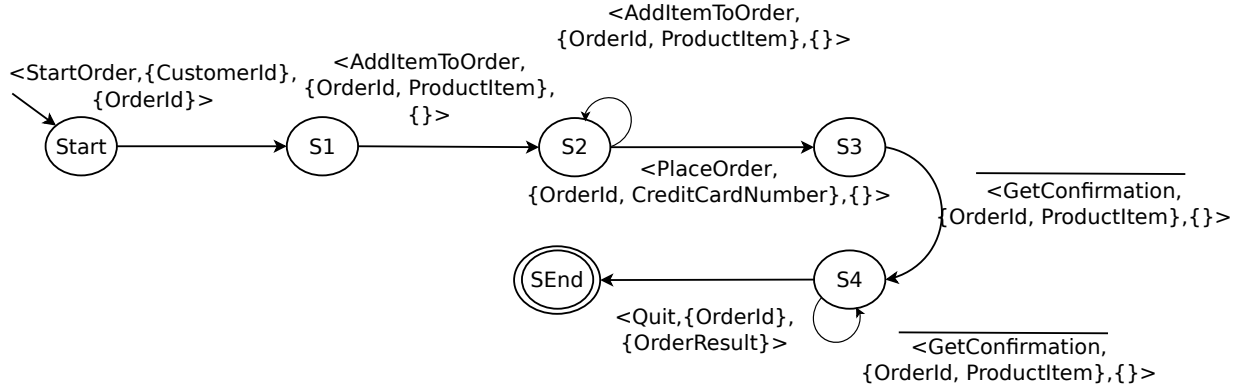 <AddItemToOrder,
{OrderId, ProductItem},{}>
<StartOrder,{CustomerId},
{OrderId}>
<AddItemToOrder,
{OrderId, ProductItem},
{}>
Start
S1
S2
S3
<PlaceOrder,
{OrderId, CreditCardNumber},{}>
<GetConfirmation,
{OrderId, ProductItem},{}>
SEnd
S4
<Quit,{OrderId},
{OrderResult}>
<GetConfirmation,
{OrderId, ProductItem},{}>